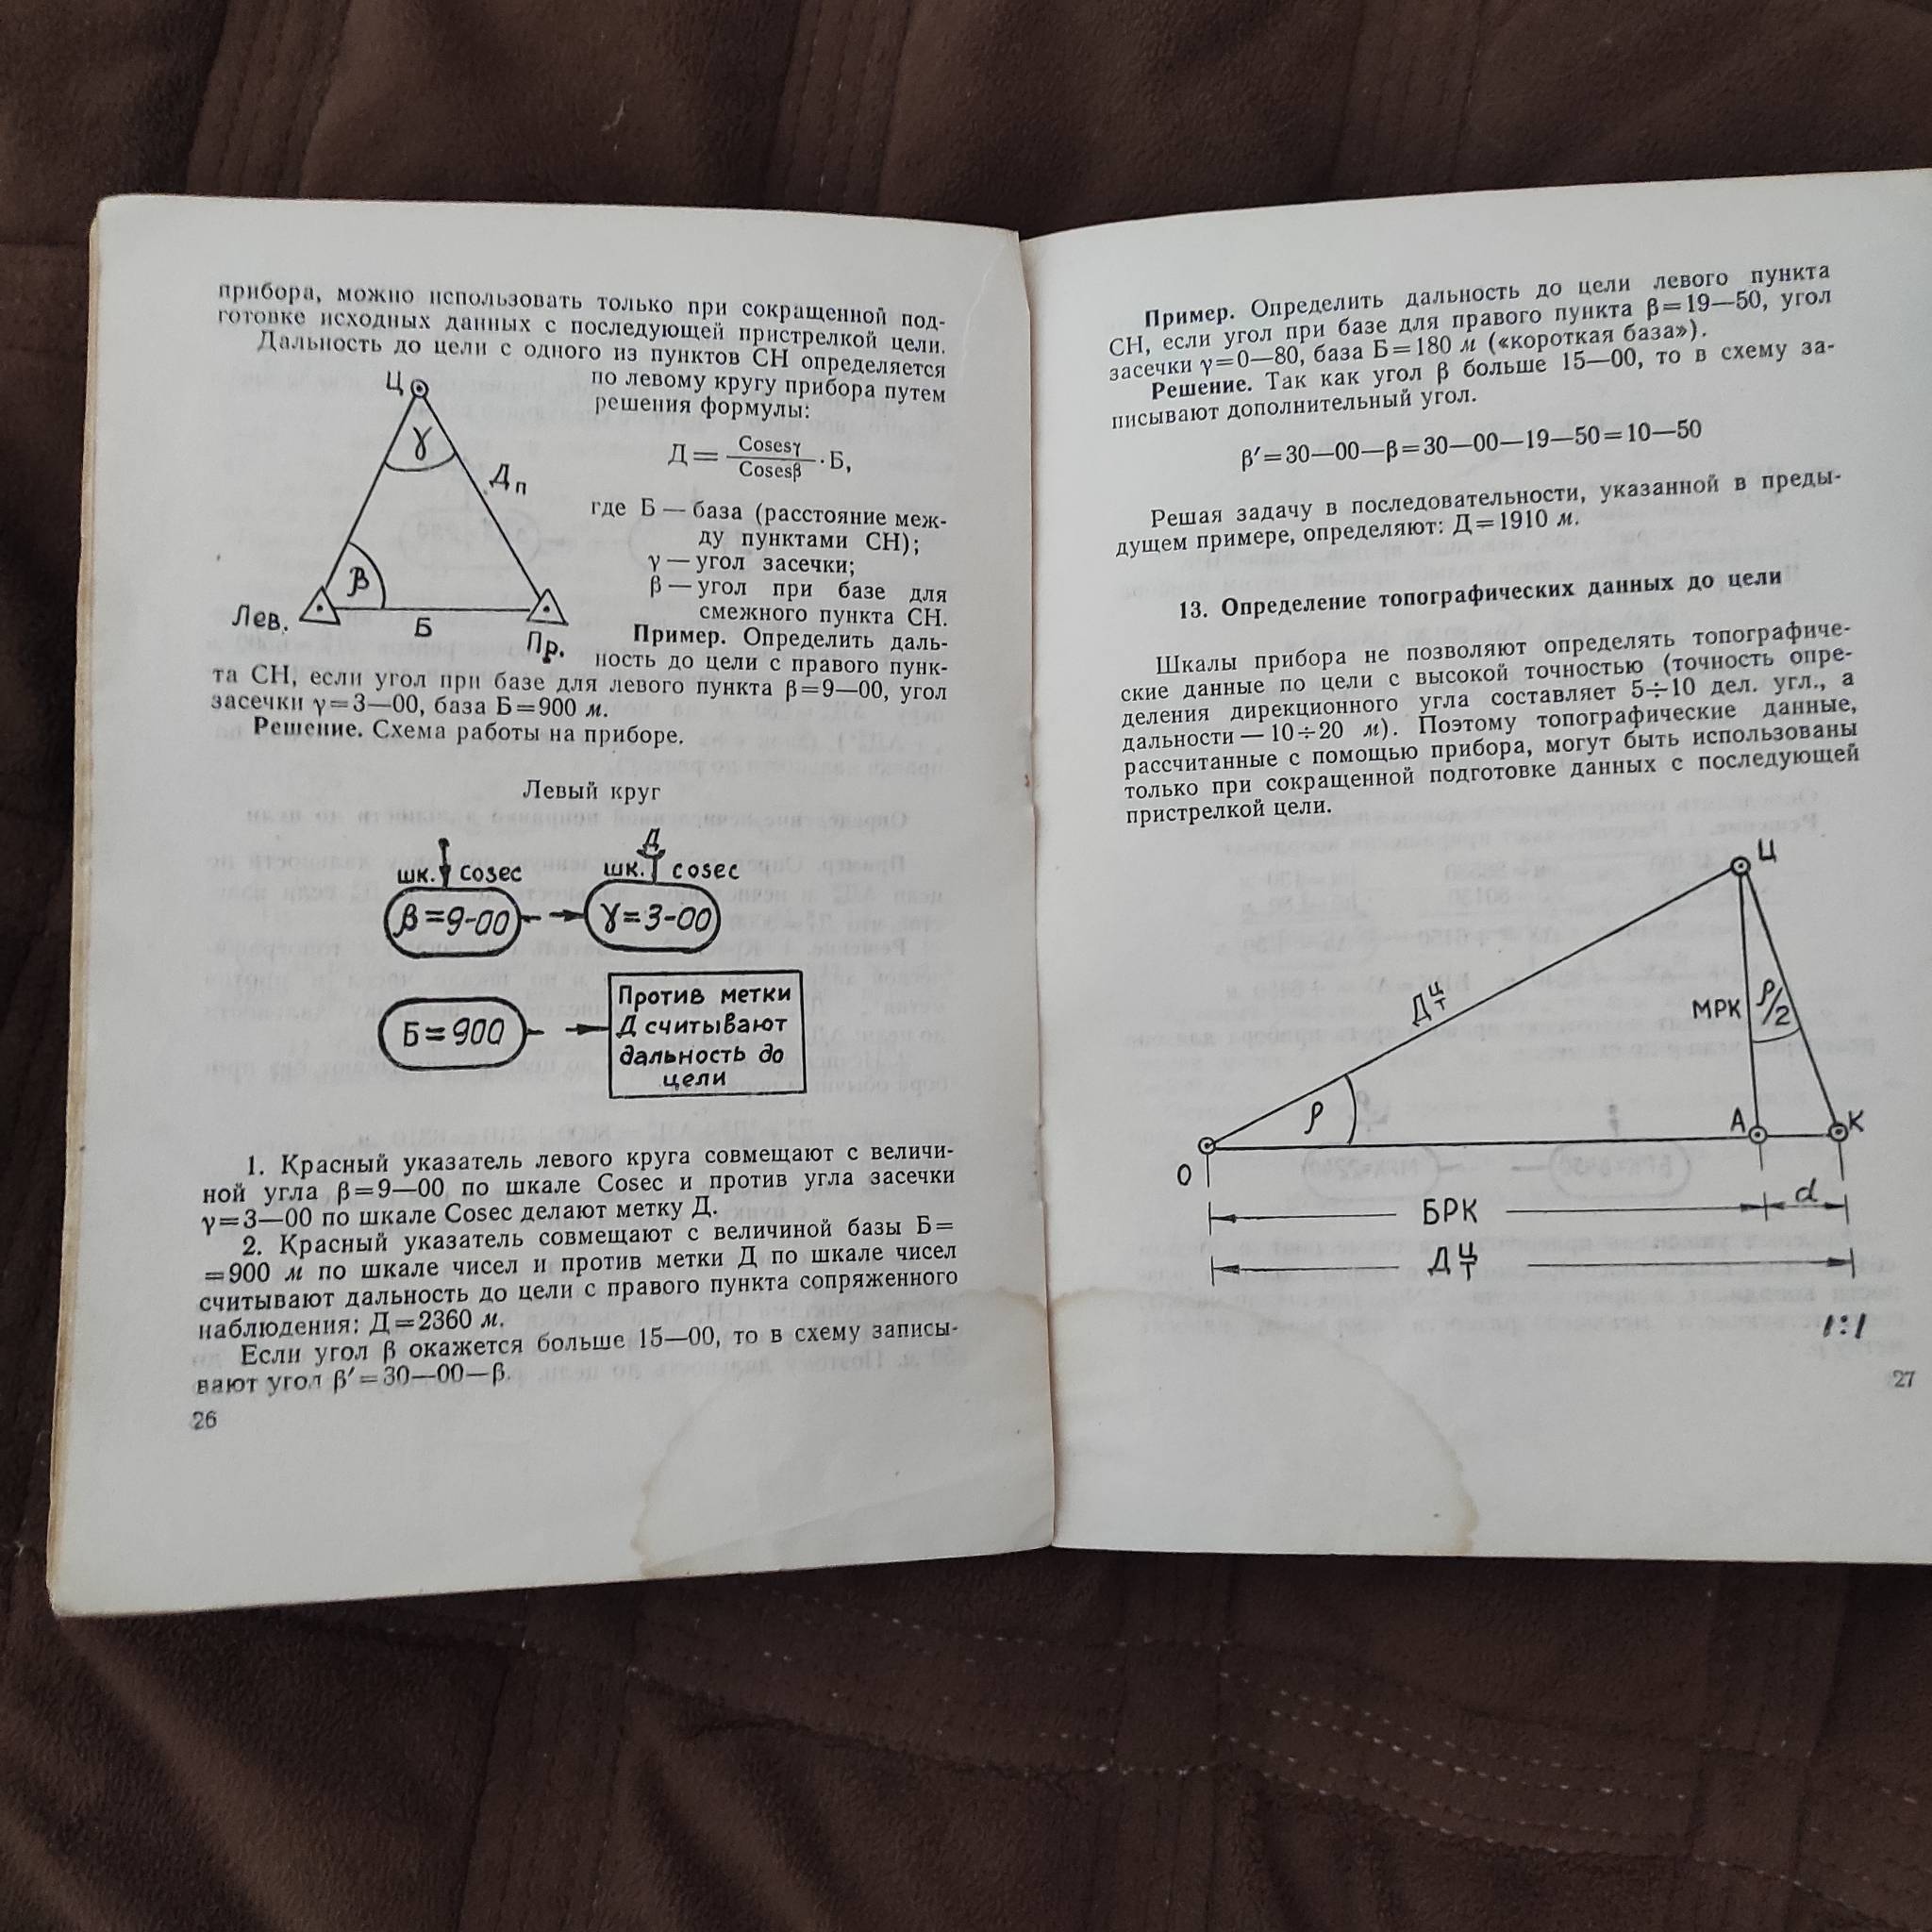 прибора, можно использовать только при сокращенной под-
готовке исходных данных с последующей пристрелкой цели.
Дальность до цели с одного из пунктов СН определяется
по левому кругу прибора путем
решения формулы:
Ц
γ
Дп
β
Лев.
Б
Пр.
Д = Cosesγ / Cosesβ · Б,
где Б — база (расстояние меж-
ду пунктами СН);
γ — угол засечки;
β — угол при базе для
смежного пункта СН.
Пример. Определить даль-
ность до цели с правого пунк-
та СН, если угол при базе для левого пункта β=9—00, угол
засечки γ=3—00, база Б=900 м.
Решение. Схема работы на приборе.
Левый круг
Д
шк. cosec шк. cosec
β=9-00 γ=3-00
Б=900
Против метки
Д считывают
дальность до
цели
1. Красный указатель левого круга совмещают с величи-
ной угла β=9—00 по шкале Cosec и против угла засечки
γ=3—00 по шкале Cosec делают метку Д.
2. Красный указатель совмещают с величиной базы Б=
=900 м по шкале чисел и против метки Д по шкале чисел
считывают дальность до цели с правого пункта сопряженного
наблюдения: Д=2360 м.
Если угол β окажется больше 15—00, то в схему записы-
вают угол β′=30—00—β.
26
Пример. Определить дальность до цели левого пункта
СН, если угол при базе для правого пункта β=19—50, угол
засечки γ=0—80, база Б=180 м («короткая база»).
Решение. Так как угол β больше 15—00, то в схему за-
писывают дополнительный угол.
β′=30—00—β=30—00—19—50=10—50
Решая задачу в последовательности, указанной в преды-
дущем примере, определяют: Д=1910 м.
13. Определение топографических данных до цели
Шкалы прибора не позволяют определять топографиче-
ские данные по цели с высокой точностью (точность опре-
деления дирекционного угла составляет 5÷10 дел. угл., а
дальности — 10÷20 м). Поэтому топографические данные,
рассчитанные с помощью прибора, могут быть использованы
только при сокращенной подготовке данных с последующей
пристрелкой цели.
Ц
Дцт
МРК
ρ/2
ρ
А
К
О
БРК
d
Дцт
1:1
27